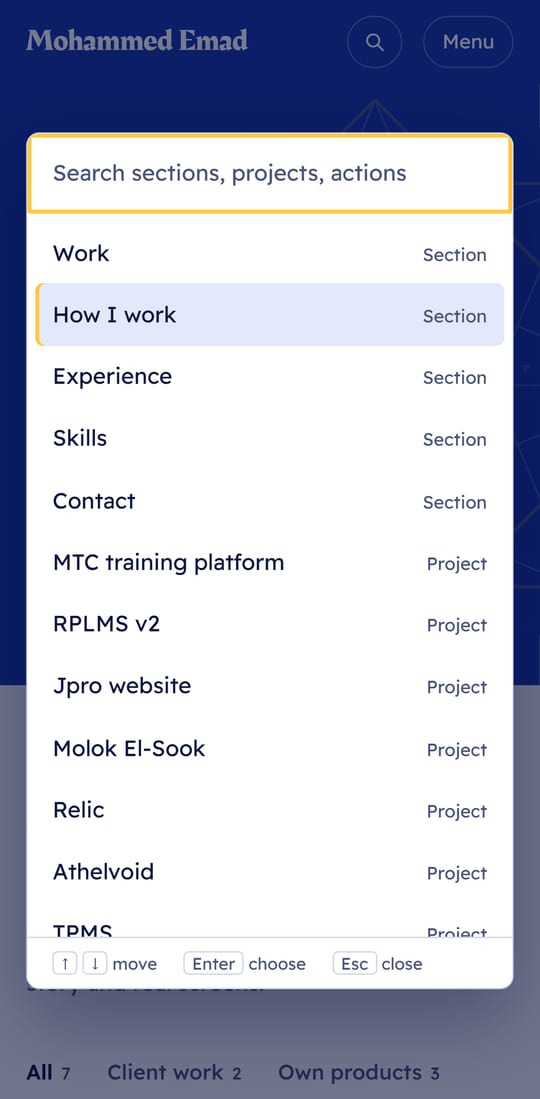 Mohammed Emad
Menu
Search sections, projects, actions
Work Section
How I work Section
Experience Section
Skills Section
Contact Section
MTC training platform Project
RPLMS v2 Project
Jpro website Project
Molok El-Sook Project
Relic Project
Athelvoid Project
TPMS Project
↑ ↓ move Enter choose Esc close
All 7 Client work 2 Own products 3